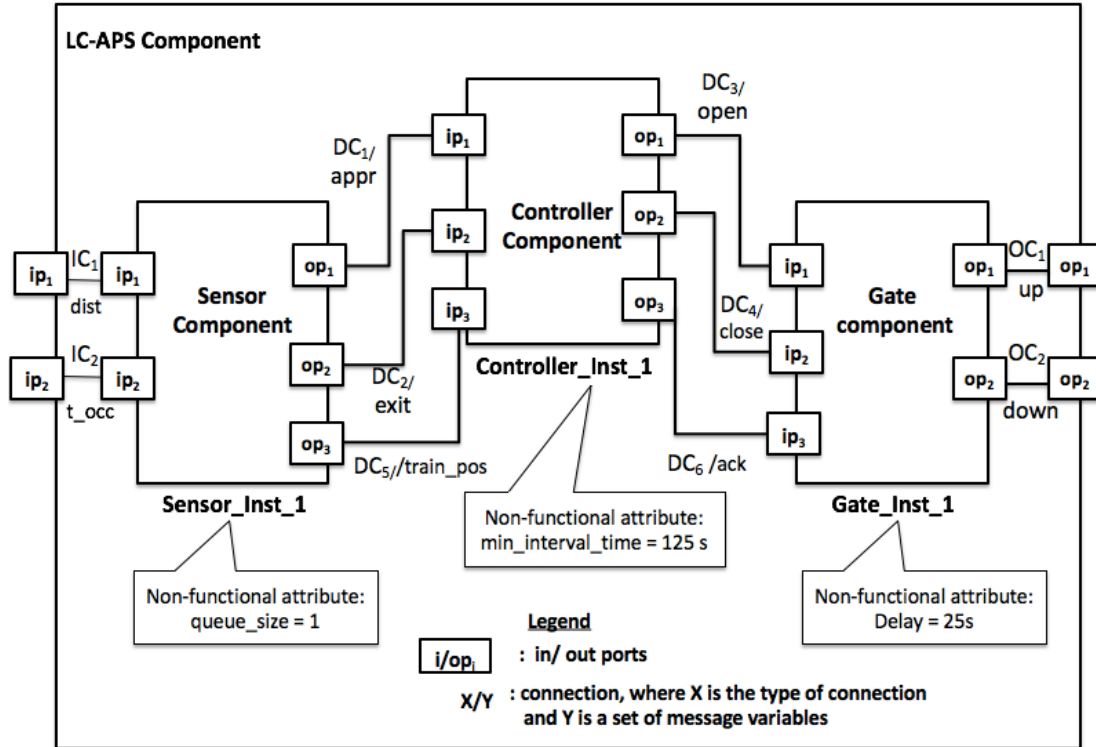 LC-APS Component
DC₃/
open
ip₁
op₁
DC₁/
appr
Controller
Component
ip₂
op₂
ip₁
IC₁
ip₁
dist
Sensor
Component
op₁
ip₃
op₃
DC₄/
close
ip₁
Gate
component
op₁
OC₁
op₁
up
ip₂
IC₂
ip₂
t_occ
op₂
DC₂/
exit
Controller_Inst_1
ip₂
op₂
OC₂
op₂
down
op₃
DC₅//train_pos
DC₆ /ack
ip₃
Sensor_Inst_1
Gate_Inst_1
Non-functional attribute:
min_interval_time = 125 s
Non-functional attribute:
queue_size = 1
Non-functional attribute:
Delay = 25s
Legend
i/opᵢ
: in/ out ports
X/Y
: connection, where X is the type of connection
and Y is a set of message variables